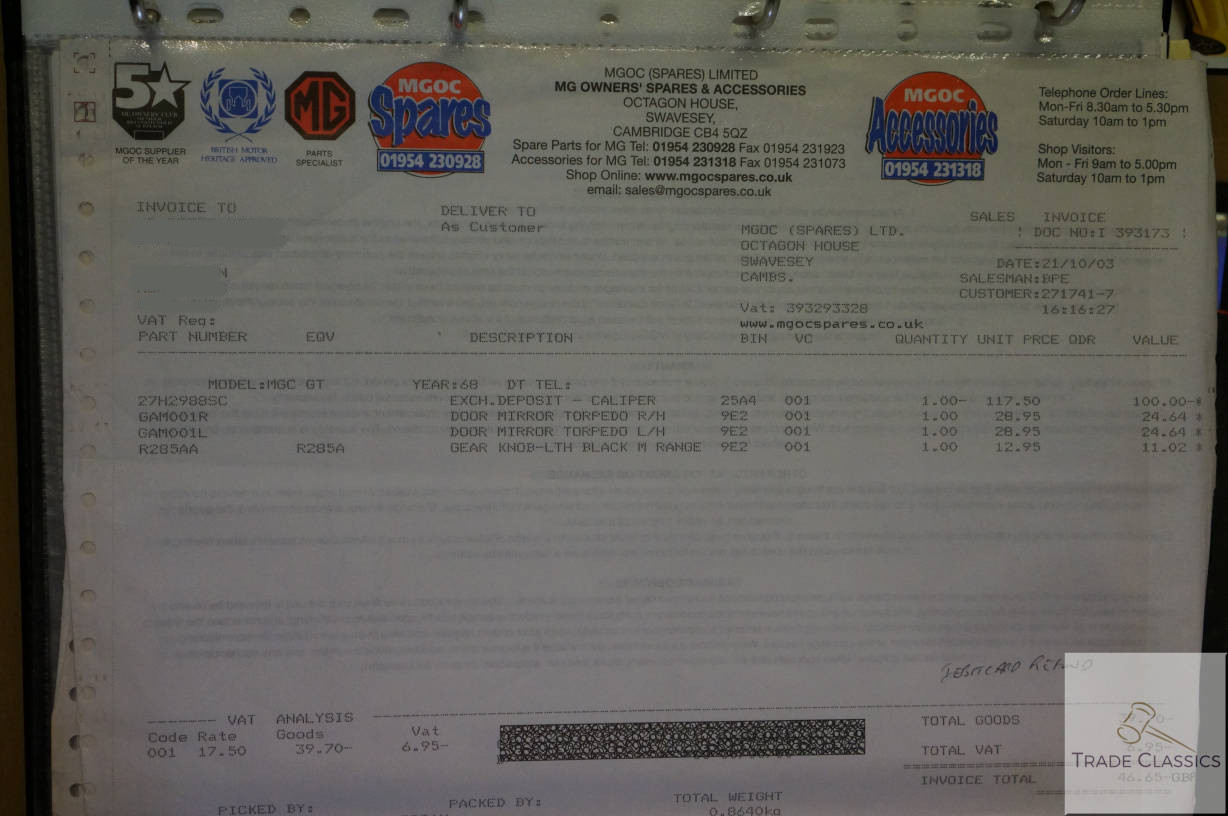 5★
MG OWNERS' CLUB
MGOC SUPPLIER
OF THE YEAR
BRITISH MOTOR
HERITAGE APPROVED
MG
PARTS
SPECIALIST
MGOC
Spares
01954 230928
MGOC (SPARES) LIMITED
MG OWNERS' SPARES & ACCESSORIES
OCTAGON HOUSE,
SWAVESEY,
CAMBRIDGE CB4 5QZ
Spare Parts for MG Tel: 01954 230928 Fax 01954 231923
Accessories for MG Tel: 01954 231318 Fax 01954 231073
Shop Online: www.mgocspares.co.uk
email: sales@mgocspares.co.uk
MGOC
Accessories
01954 231318
Telephone Order Lines:
Mon-Fri 8.30am to 5.30pm
Saturday 10am to 1pm
Shop Visitors:
Mon - Fri 9am to 5.00pm
Saturday 10am to 1pm
INVOICE TO
DELIVER TO
As Customer
MGOC (SPARES) LTD.
OCTAGON HOUSE
SWAVESEY
CAMBS.
Vat: 393293328
www.mgocspares.co.uk
SALES INVOICE
! DOC NO:I 393173 !
DATE:21/10/03
SALESMAN:BPE
CUSTOMER:271741-7
16:16:27
VAT Reg:
PART NUMBER EQV DESCRIPTION BIN VC QUANTITY UNIT PRCE QDR VALUE
MODEL:MGC GT YEAR:68 DT TEL:
27H2988SC EXCH.DEPOSIT - CALIPER 25A4 001 1.00- 117.50 100.00-*
GAM001R DOOR MIRROR TORPEDO R/H 9E2 001 1.00 28.95 24.64 *
GAM001L DOOR MIRROR TORPEDO L/H 9E2 001 1.00 28.95 24.64 *
R285AA R285A GEAR KNOB-LTH BLACK M RANGE 9E2 001 1.00 12.95 11.02 *
DEBITCARD REFUND
VAT ANALYSIS
Code Rate Goods Vat
001 17.50 39.70- 6.95-
TOTAL GOODS
TOTAL VAT 6.95-
INVOICE TOTAL 46.65-GBP
PICKED BY: PACKED BY: TOTAL WEIGHT
0.8640kg
TRADE CLASSICS